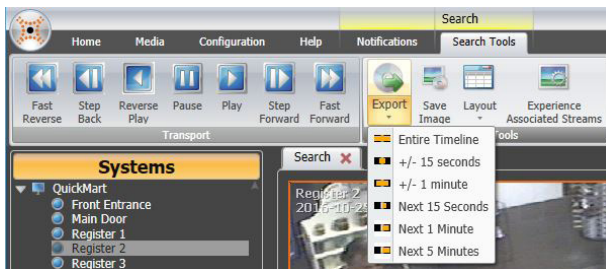 Search
Home Media Configuration Help Notifications Search Tools
Fast Reverse
Step Back
Reverse Play
Pause
Play
Step Forward
Fast Forward
Export
Save Image
Layout
Experience Associated Streams
Transport
ols
Entire Timeline
+/- 15 seconds
+/- 1 minute
Next 15 Seconds
Next 1 Minute
Next 5 Minutes
Systems
QuickMart
Front Entrance
Main Door
Register 1
Register 2
Register 3
Search
Register 2
2016-10-2